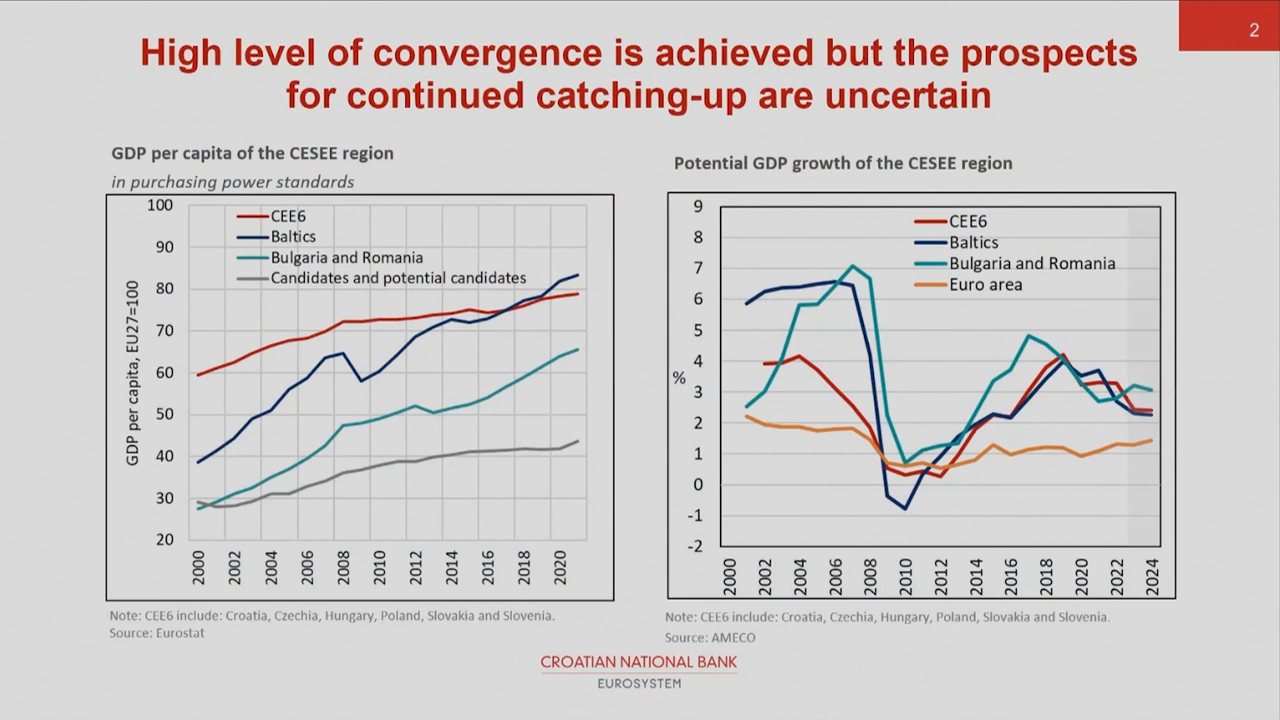 2
High level of convergence is achieved but the prospects
for continued catching-up are uncertain
GDP per capita of the CESEE region
in purchasing power standards
GDP per capita, EU27=100
100
90
80
70
60
50
40
30
20
CEE6
Baltics
Bulgaria and Romania
Candidates and potential candidates
2000 2002 2004 2006 2008 2010 2012 2014 2016 2018 2020
Note: CEE6 include: Croatia, Czechia, Hungary, Poland, Slovakia and Slovenia.
Source: Eurostat
Potential GDP growth of the CESEE region
%
9
8
7
6
5
4
3
2
1
0
-1
-2
CEE6
Baltics
Bulgaria and Romania
Euro area
2000 2002 2004 2006 2008 2010 2012 2014 2016 2018 2020 2022 2024
Note: CEE6 include: Croatia, Czechia, Hungary, Poland, Slovakia and Slovenia.
Source: AMECO
CROATIAN NATIONAL BANK
EUROSYSTEM